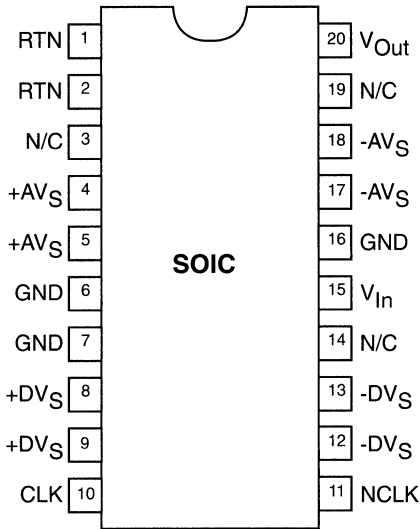 RTN 1 20 VOut
RTN 2 19 N/C
N/C 3 18 -AVS
+AVS 4 17 -AVS
+AVS 5 16 GND
SOIC
GND 6 15 VIn
GND 7 14 N/C
+DVS 8 13 -DVS
+DVS 9 12 -DVS
CLK 10 11 NCLK